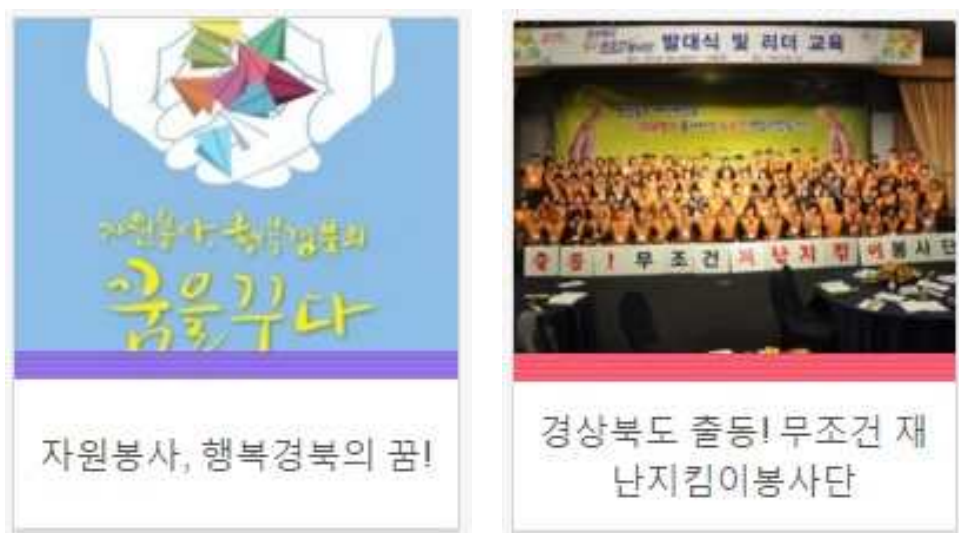 자원봉사, 행복경북의
꿈을꾸다
자원봉사, 행복경북의 꿈!
발대식 및 리더 교육
출동! 무조건 재난지킴이봉사단
경상북도 출동! 무조건 재
난지킴이봉사단